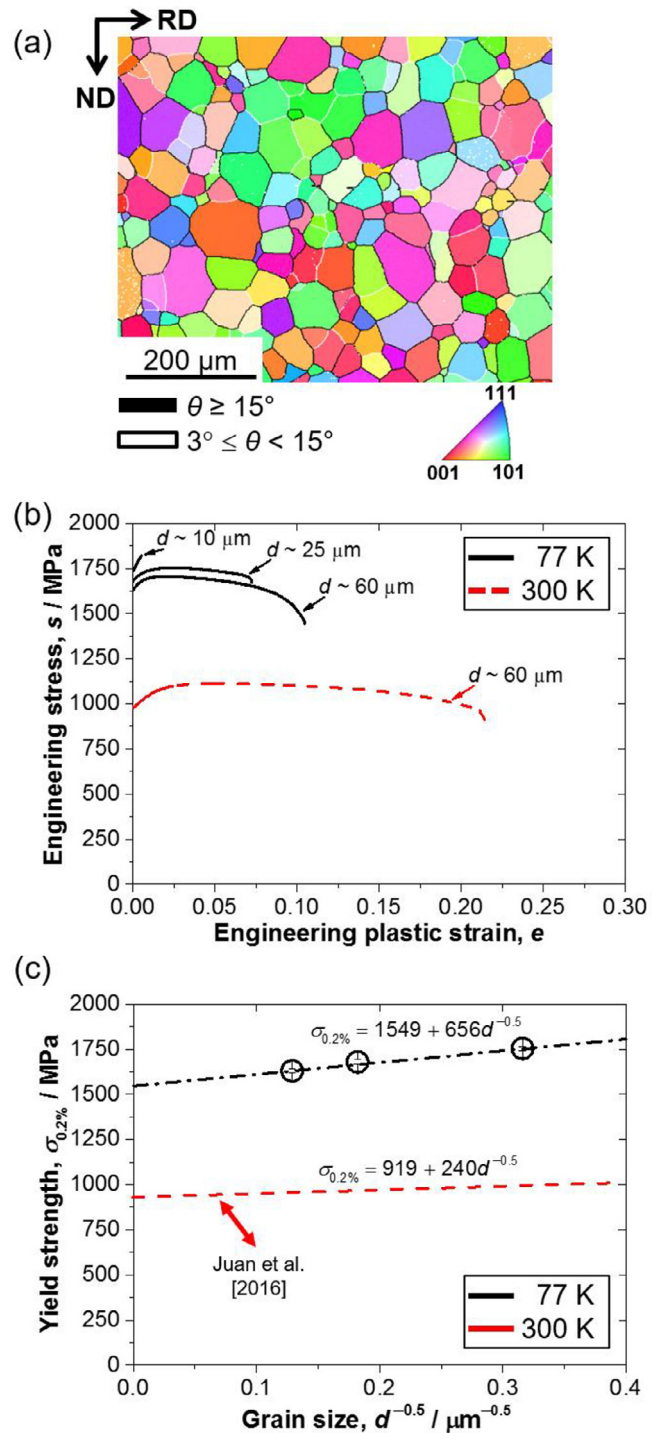 (a)
RD
ND
200 μm
θ ≥ 15°
3° ≤ θ < 15°
111
001
101
(b)
2000
1750
1500
1250
1000
750
500
250
0
Engineering stress, s / MPa
d ~ 10 μm
d ~ 25 μm
d ~ 60 μm
77 K
300 K
d ~ 60 μm
0.00
0.05
0.10
0.15
0.20
0.25
0.30
Engineering plastic strain, e
(c)
2000
1750
1500
1250
1000
750
500
250
0
Yield strength, σ0.2% / MPa
σ0.2% = 1549 + 656d⁻⁰·⁵
σ0.2% = 919 + 240d⁻⁰·⁵
Juan et al.
[2016]
77 K
300 K
0.0
0.1
0.2
0.3
0.4
Grain size, d⁻⁰·⁵ / μm⁻⁰·⁵